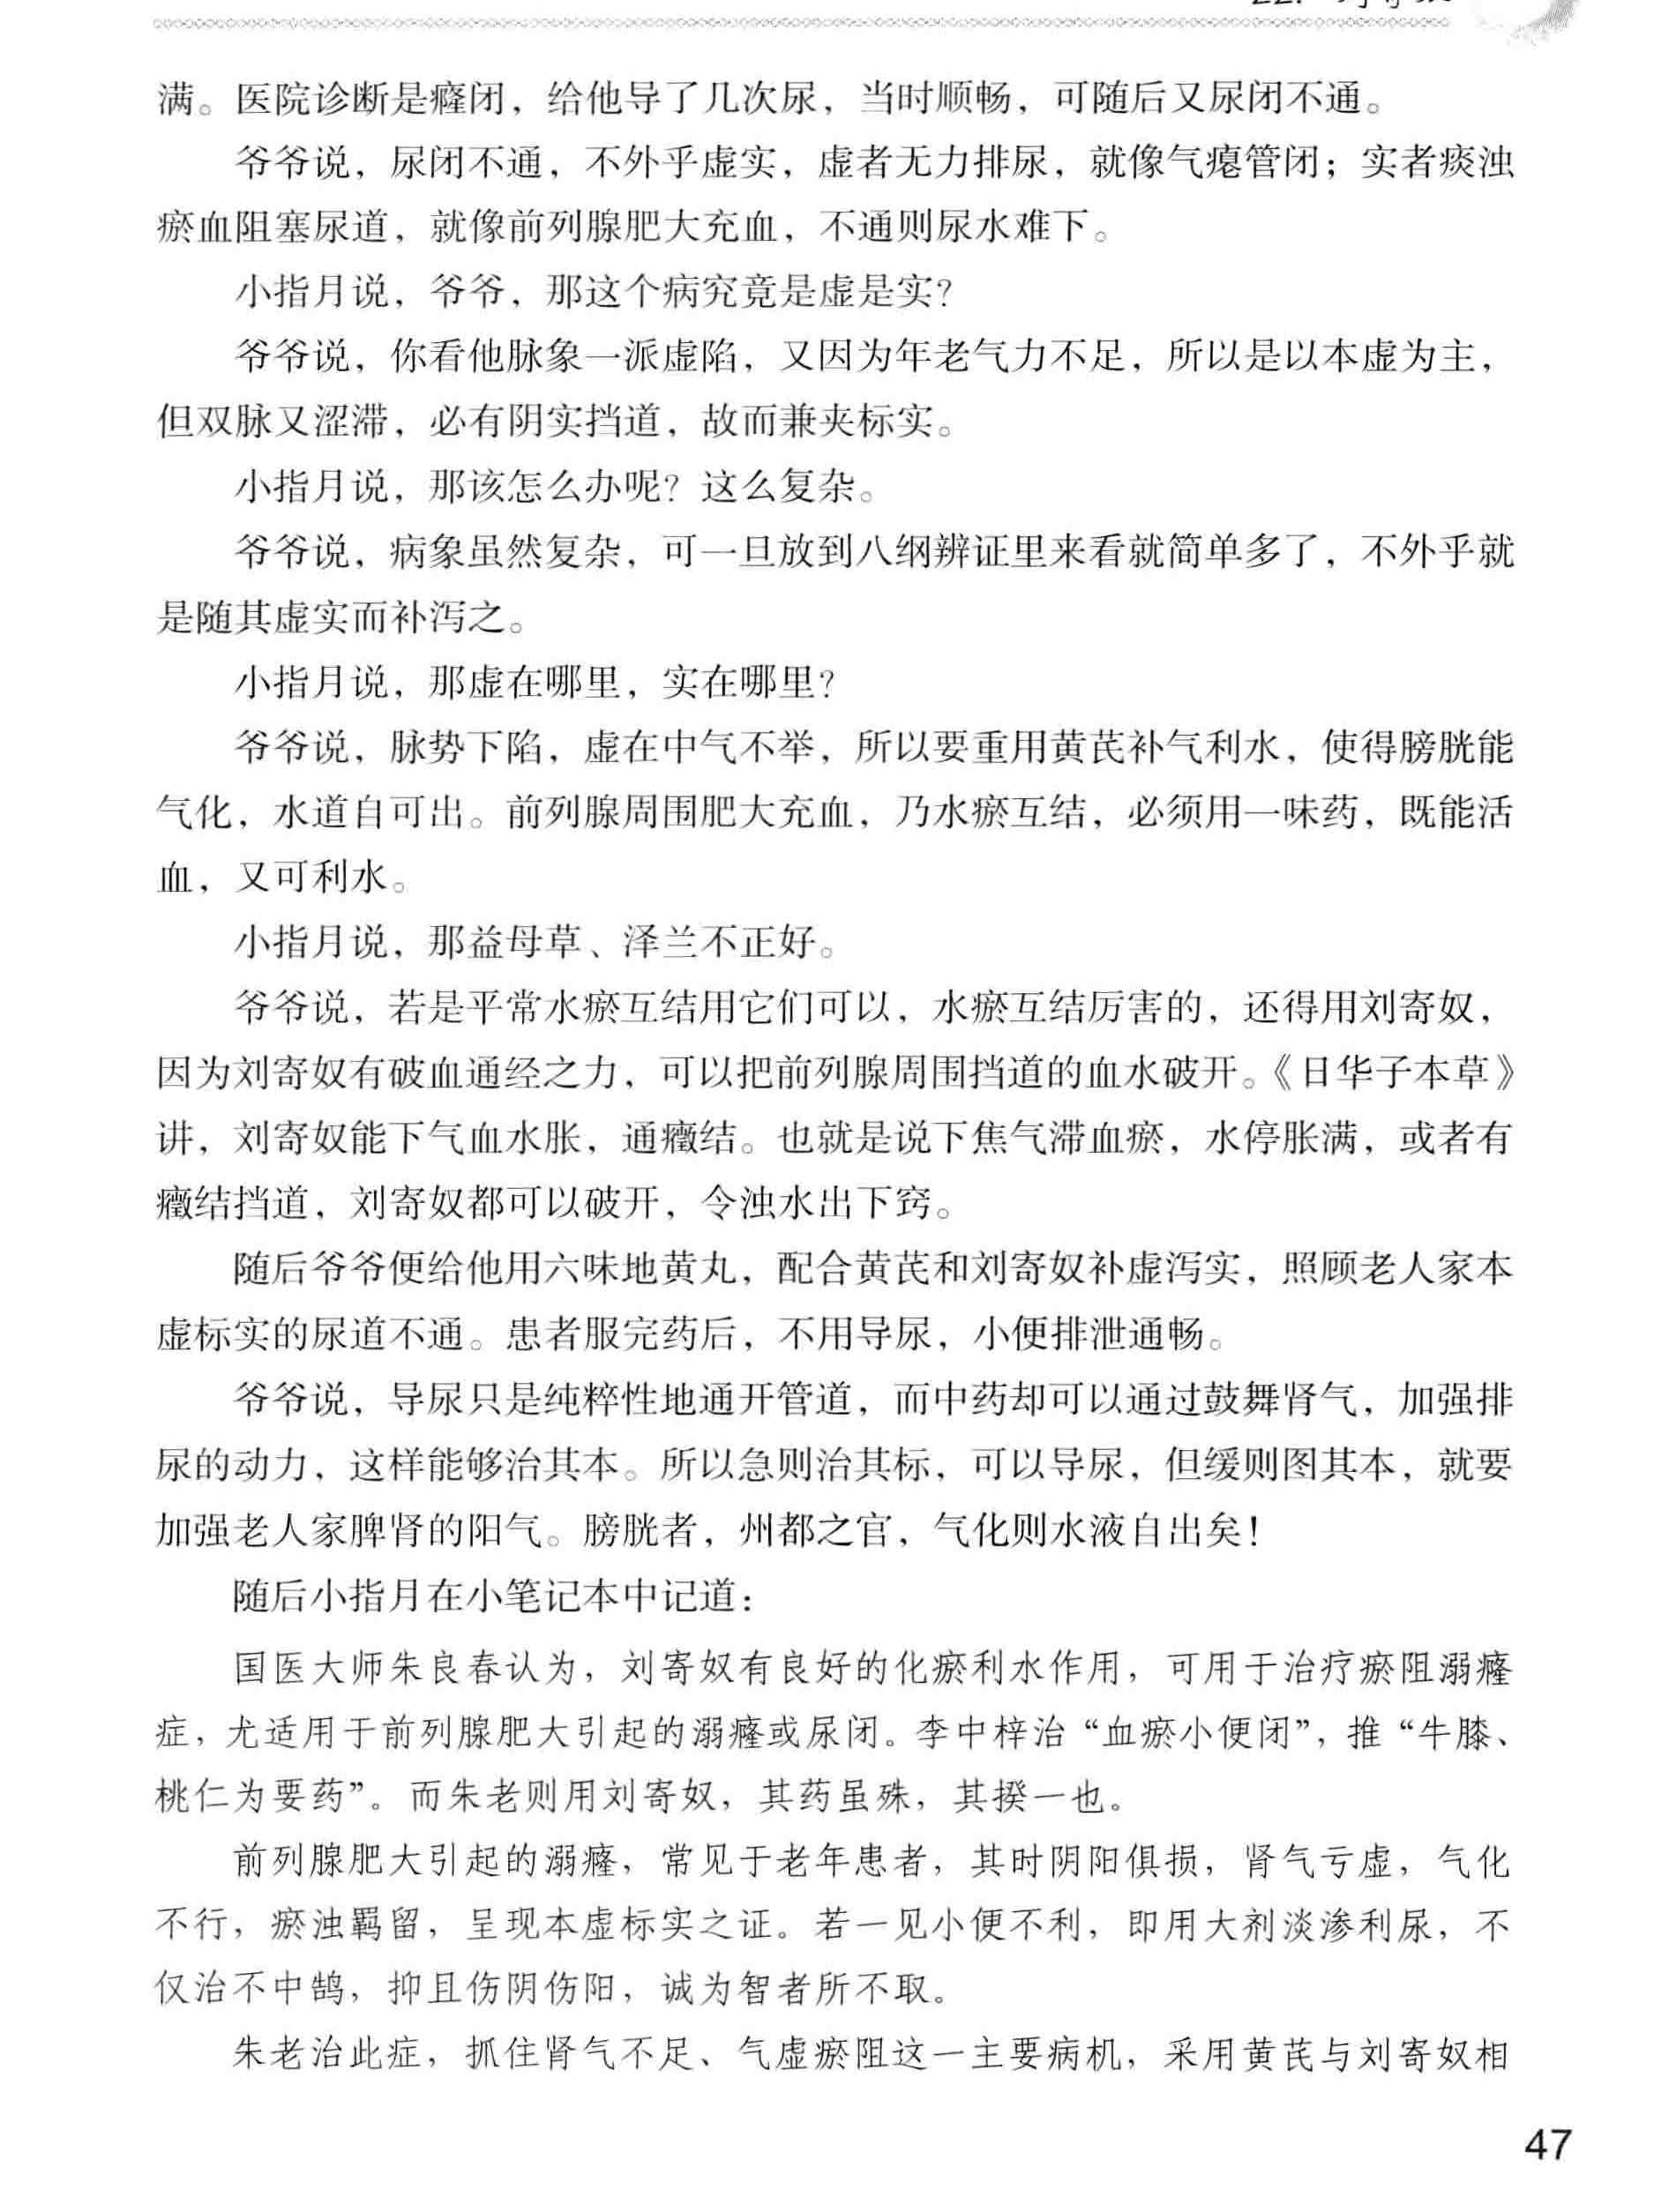 满。医院诊断是癃闭，给他导了几次尿，当时顺畅，可随后又尿闭不通。
爷爷说，尿闭不通，不外乎虚实，虚者无力排尿，就像气瘪管闭；实者痰浊
瘀血阻塞尿道，就像前列腺肥大充血，不通则尿水难下。
小指月说，爷爷，那这个病究竟是虚是实？
爷爷说，你看他脉象一派虚陷，又因为年老气力不足，所以是以本虚为主，
但双脉又涩滞，必有阴实挡道，故而兼夹标实。
小指月说，那该怎么办呢？这么复杂。
爷爷说，病象虽然复杂，可一旦放到八纲辨证里来看就简单多了，不外乎就
是随其虚实而补泻之。
小指月说，那虚在哪里，实在哪里？
爷爷说，脉势下陷，虚在中气不举，所以要重用黄芪补气利水，使得膀胱能
气化，水道自可出。前列腺周围肥大充血，乃水瘀互结，必须用一味药，既能活
血，又可利水。
小指月说，那益母草、泽兰不正好。
爷爷说，若是平常水瘀互结用它们可以，水瘀互结厉害的，还得用刘寄奴，
因为刘寄奴有破血通经之力，可以把前列腺周围挡道的血水破开。《日华子本草》
讲，刘寄奴能下气血水胀，通癥结。也就是说下焦气滞血瘀，水停胀满，或者有
癥结挡道，刘寄奴都可以破开，令浊水出下窍。
随后爷爷便给他用六味地黄丸，配合黄芪和刘寄奴补虚泻实，照顾老人家本
虚标实的尿道不通。患者服完药后，不用导尿，小便排泄通畅。
爷爷说，导尿只是纯粹性地通开管道，而中药却可以通过鼓舞肾气，加强排
尿的动力，这样能够治其本。所以急则治其标，可以导尿，但缓则图其本，就要
加强老人家脾肾的阳气。膀胱者，州都之官，气化则水液自出矣！
随后小指月在小笔记本中记道：
国医大师朱良春认为，刘寄奴有良好的化瘀利水作用，可用于治疗瘀阻溺癃
症，尤适用于前列腺肥大引起的溺癃或尿闭。李中梓治“血瘀小便闭”，推“牛膝、
桃仁为要药”。而朱老则用刘寄奴，其药虽殊，其揆一也。
前列腺肥大引起的溺癃，常见于老年患者，其时阴阳俱损，肾气亏虚，气化
不行，瘀浊羁留，呈现本虚标实之证。若一见小便不利，即用大剂淡渗利尿，不
仅治不中鹄，抑且伤阴伤阳，诚为智者所不取。
朱老治此症，抓住肾气不足、气虚瘀阻这一主要病机，采用黄芪与刘寄奴相
47